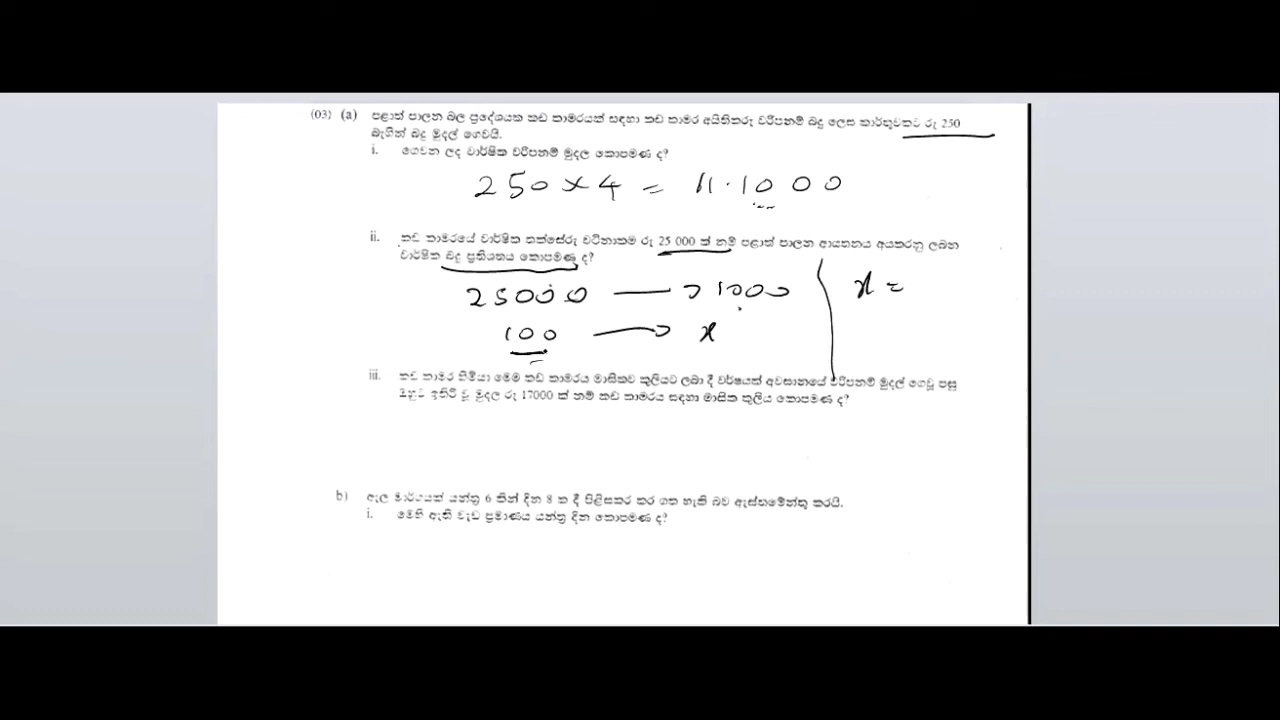 (03) (a) පළාත් පාලන බල ප්‍රදේශයක කඩ කාමරයක් සඳහා කඩ කාමර අයිතිකරු වරිපනම් බදු ලෙස කාර්තුවකට රු 250
බැගින් බදු මුදල් ගෙවයි.
i. ගෙවන ලද වාර්ෂික වරිපනම් මුදල කොපමණ ද?
250 × 4 = රු. 1000
ii. කඩ කාමරයේ වාර්ෂික තක්සේරු වටිනාකම රු 25 000 ක් නම් පළාත් පාලන ආයතනය අයකරනු ලබන
වාර්ෂික බදු ප්‍රතිශතය කොපමණ ද?
25000 → 1000
100 → x
x =
iii. කඩ කාමර හිමියා මෙම කඩ කාමරය මාසිකව කුලියට ලබා දී වර්ෂයක් අවසානයේ වරිපනම් මුදල් ගෙවූ පසු
ඔහුට ඉතිරි වූ මුදල රු 17000 ක් නම් කඩ කාමරය සඳහා මාසික කුලිය කොපමණ ද?
b) ඇල මාර්ගයක් යන්ත්‍ර 6 කින් දින 8 ක දී පිළිසකර කර ගත හැකි බව ඇස්තමේන්තු කරයි.
i. මෙහි ඇති වැඩ ප්‍රමාණය යන්ත්‍ර දින කොපමණ ද?